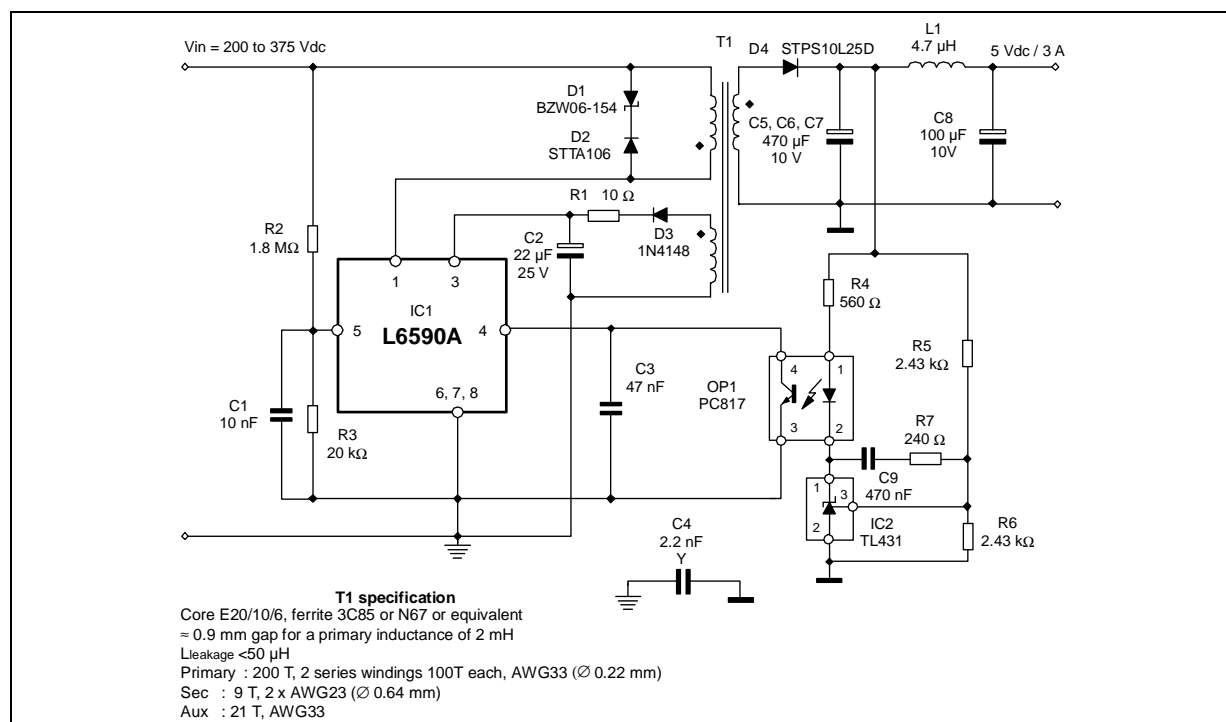 Vin = 200 to 375 Vdc
T1
D4 STPS10L25D
L1
4.7 µH
5 Vdc / 3 A
D1
BZW06-154
D2
STTA106
C5, C6, C7
470 µF
10 V
C8
100 µF
10V
R1 10 Ω
D3
1N4148
C2
22 µF
25 V
R2
1.8 MΩ
1
3
IC1
L6590A
5
4
6, 7, 8
R4
560 Ω
R5
2.43 kΩ
C3
47 nF
OP1
PC817
4
1
3
2
C1
10 nF
R3
20 kΩ
R7
240 Ω
C9
470 nF
1
3
2
IC2
TL431
R6
2.43 kΩ
C4
2.2 nF
Y
T1 specification
Core E20/10/6, ferrite 3C85 or N67 or equivalent
≈ 0.9 mm gap for a primary inductance of 2 mH
Lleakage <50 µH
Primary : 200 T, 2 series windings 100T each, AWG33 (∅ 0.22 mm)
Sec : 9 T, 2 x AWG23 (∅ 0.64 mm)
Aux : 21 T, AWG33